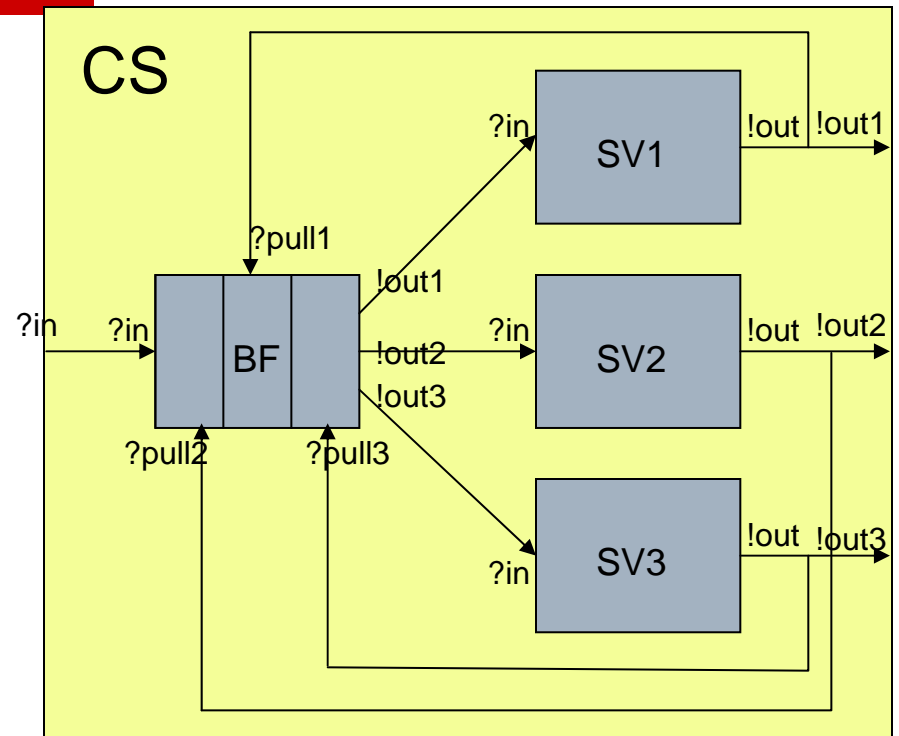 CS
?in
SV1
!out
!out1
?pull1
!out1
?in
?in
BF
!out2
?in
SV2
!out
!out2
!out3
?pull2
?pull3
?in
SV3
!out
!out3